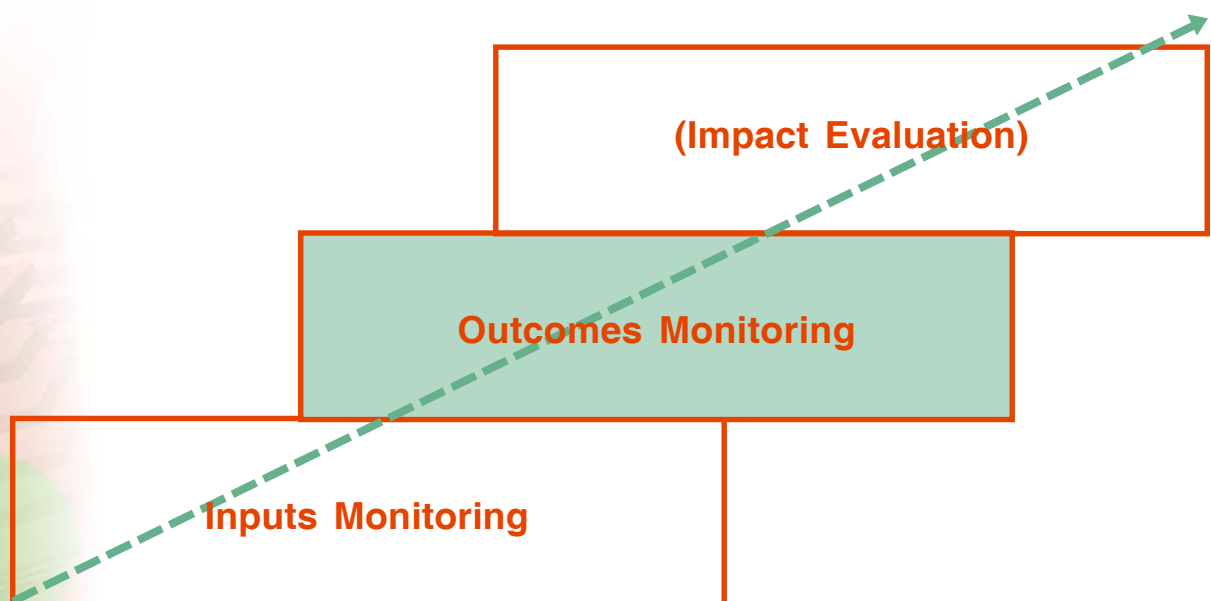 (Impact Evaluation)
Outcomes Monitoring
Inputs Monitoring